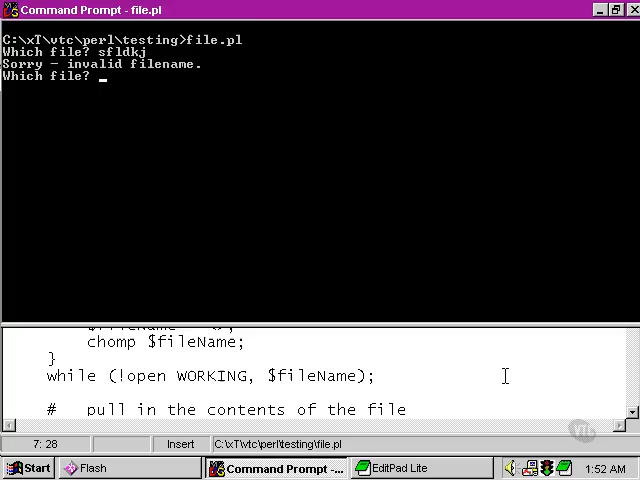 Command Prompt - file.pl
C:\xT\vtc\perl\testing>file.pl
Which file? sfldkj
Sorry - invalid filename.
Which file? _
chomp $fileName;
}
while (!open WORKING, $fileName);
# pull in the contents of the file
7: 28 Insert C:\xT\vtc\perl\testing\file.pl
VTC
Start Flash Command Prompt -... EditPad Lite 1:52 AM